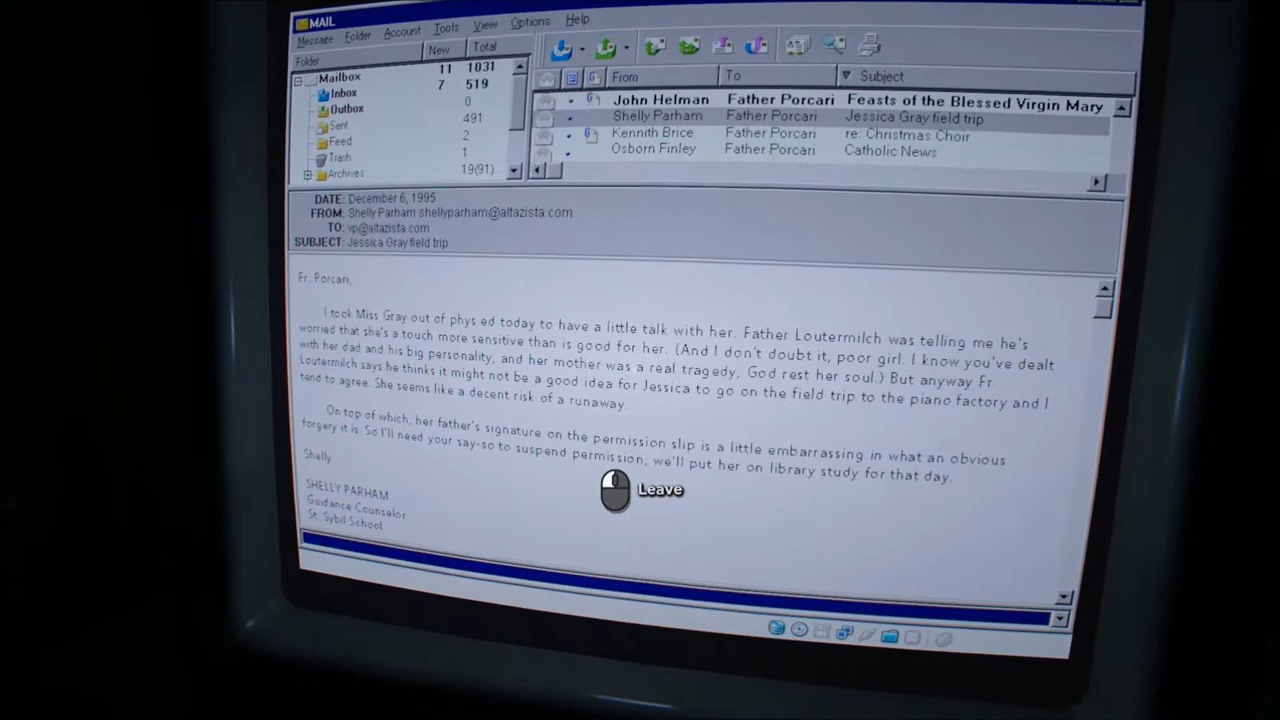 MAIL
Message Folder Account Tools View Options Help
Folder New Total
Mailbox 11 1031
Inbox 7 519
Outbox 0
Sent 491
Feed 2
Trash 1
Archives 19(91)
From To Subject
John Helman Father Porcari Feasts of the Blessed Virgin Mary
Shelly Parham Father Porcari Jessica Gray field trip
Kennith Brice Father Porcari re: Christmas Choir
Osborn Finley Father Porcari Catholic News
DATE: December 6, 1995
FROM: Shelly Parham shellyparham@altazista.com
TO: vp@altazista.com
SUBJECT: Jessica Gray field trip
Fr. Porcari,
I took Miss Gray out of phys ed today to have a little talk with her. Father Loutermilch was telling me he's
worried that she's a touch more sensitive than is good for her. (And I don't doubt it, poor girl. I know you've dealt
with her dad and his big personality, and her mother was a real tragedy, God rest her soul.) But anyway Fr.
Loutermilch says he thinks it might not be a good idea for Jessica to go on the field trip to the piano factory and I
tend to agree. She seems like a decent risk of a runaway.
On top of which, her father's signature on the permission slip is a little embarrassing in what an obvious
forgery it is. So I'll need your say-so to suspend permission; we'll put her on library study for that day.
Shelly
SHELLY PARHAM
Guidance Counselor
St. Sybil School
Leave